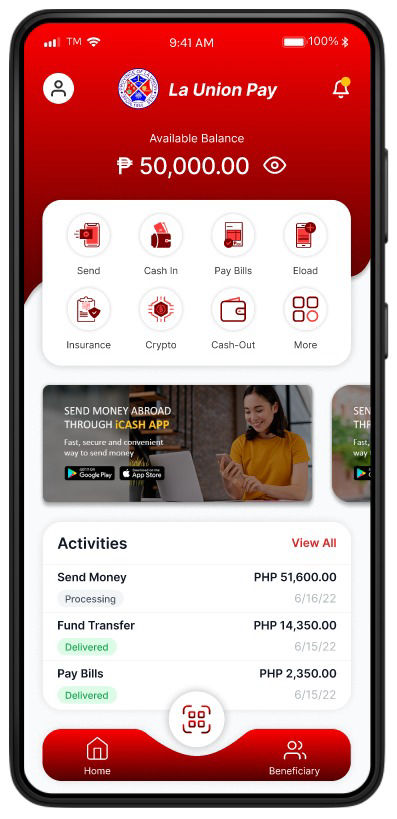 TM
9:41 AM
100%
La Union Pay
Available Balance
₱ 50,000.00
Send
Cash In
Pay Bills
Eload
Insurance
Crypto
Cash-Out
More
SEND MONEY ABROAD
THROUGH iCASH APP
Fast, secure and convenient
way to send money
GET IT ON
Google Play
Download on the
App Store
SEN
THR
Fast,
way t
Activities
View All
Send Money
PHP 51,600.00
Processing
6/16/22
Fund Transfer
PHP 14,350.00
Delivered
6/15/22
Pay Bills
PHP 2,350.00
Delivered
6/15/22
Home
Beneficiary